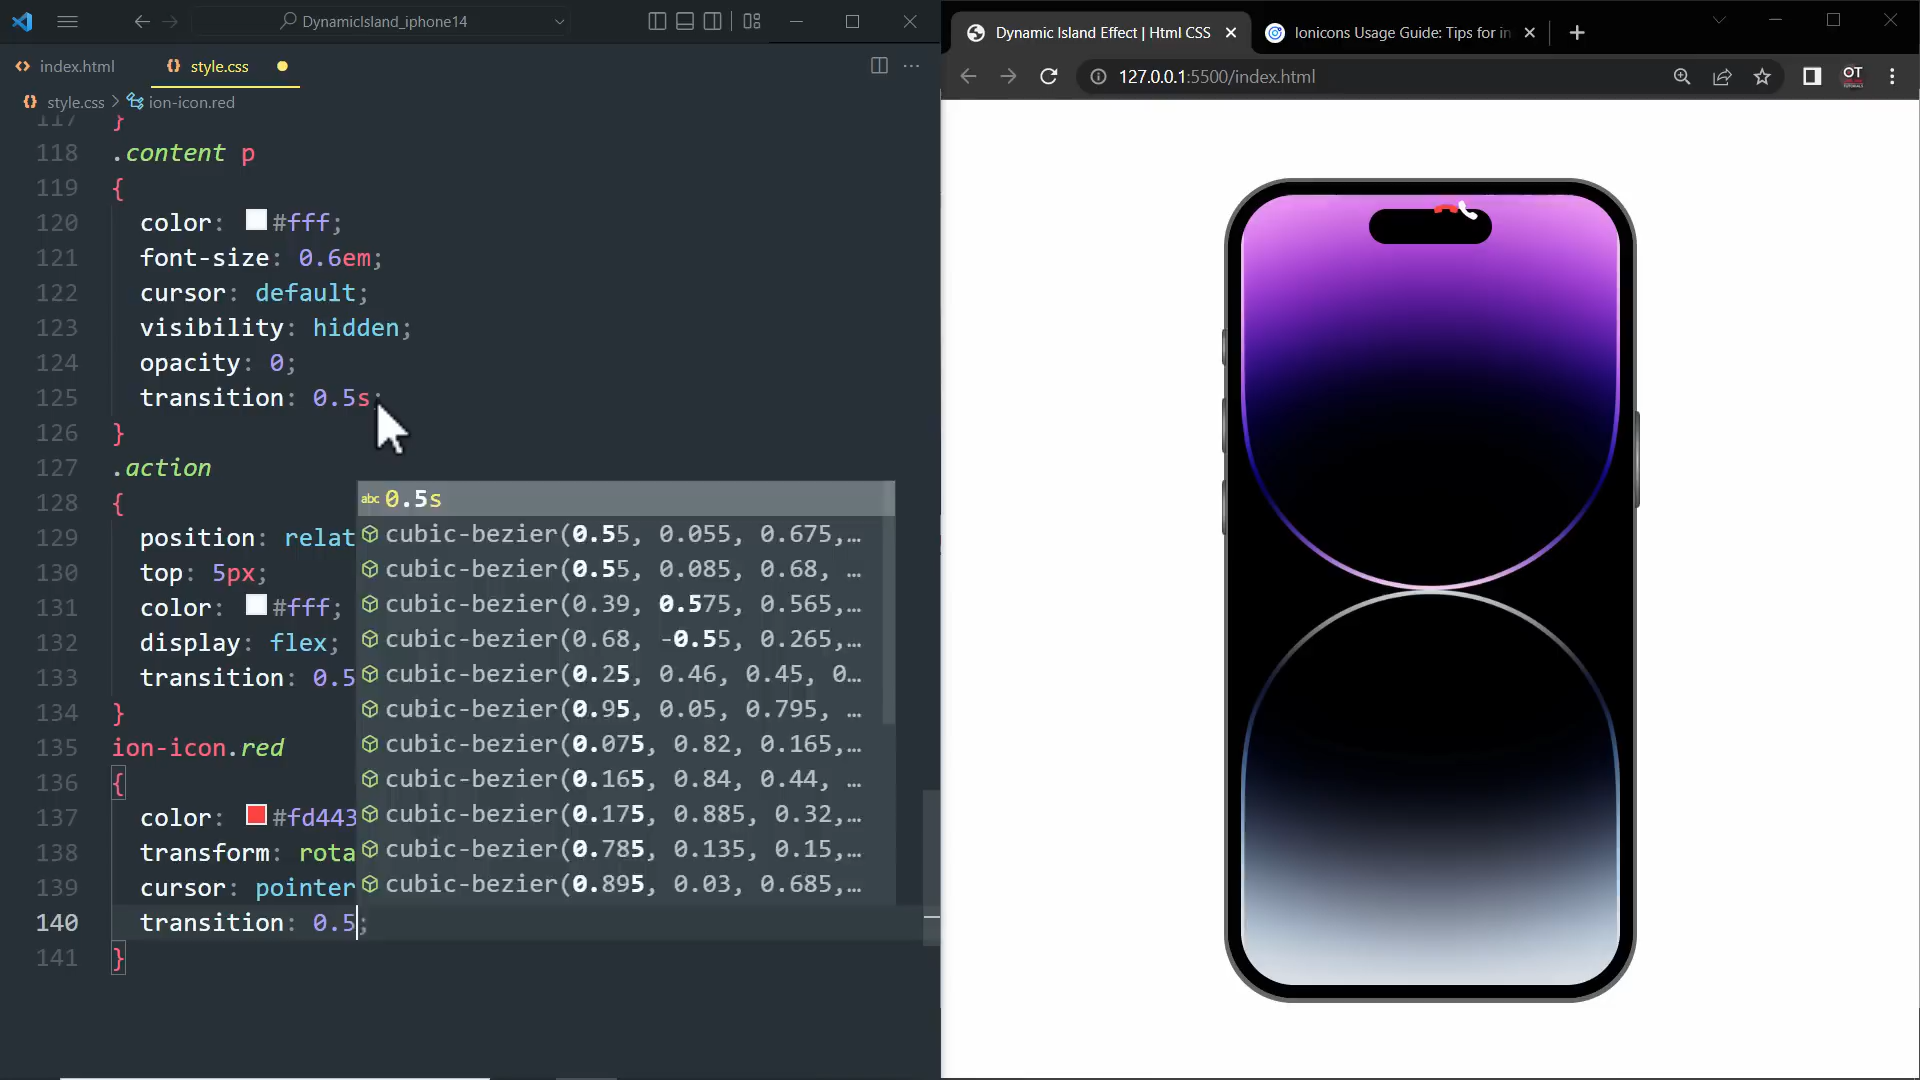 DynamicIsland_iphone14
index.html
style.css
style.css
ion-icon.red
117 }
118 .content p
119 {
120 color: #fff;
121 font-size: 0.6em;
122 cursor: default;
123 visibility: hidden;
124 opacity: 0;
125 transition: 0.5s;
126 }
127 .action
128 {
129 position: relat
130 top: 5px;
131 color: #fff;
132 display: flex;
133 transition: 0.5
134 }
135 ion-icon.red
136 {
137 color: #fd443
138 transform: rota
139 cursor: pointer
140 transition: 0.5;
141 }
abc 0.5s
cubic-bezier(0.55, 0.055, 0.675,…
cubic-bezier(0.55, 0.085, 0.68, …
cubic-bezier(0.39, 0.575, 0.565,…
cubic-bezier(0.68, -0.55, 0.265,…
cubic-bezier(0.25, 0.46, 0.45, 0…
cubic-bezier(0.95, 0.05, 0.795, …
cubic-bezier(0.075, 0.82, 0.165,…
cubic-bezier(0.165, 0.84, 0.44, …
cubic-bezier(0.175, 0.885, 0.32,…
cubic-bezier(0.785, 0.135, 0.15,…
cubic-bezier(0.895, 0.03, 0.685,…
Dynamic Island Effect | Html CSS
Ionicons Usage Guide: Tips for in
127.0.0.1:5500/index.html
OT